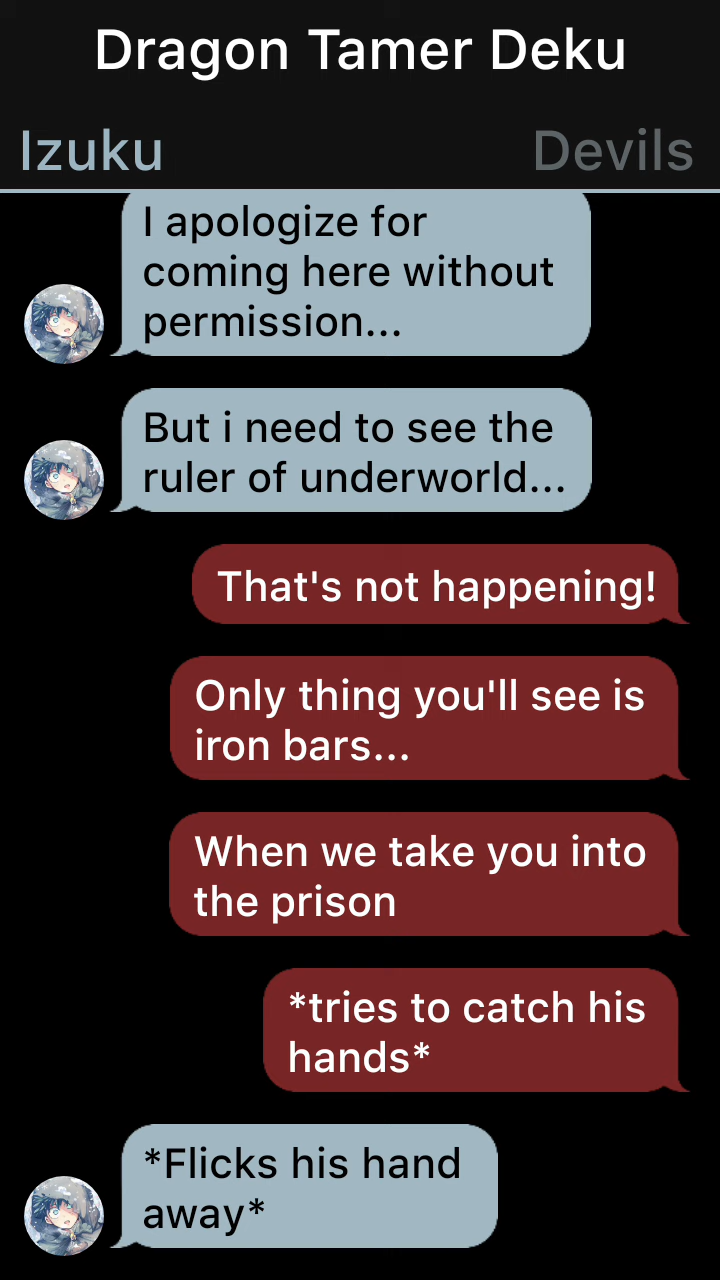 Dragon Tamer Deku
Izuku
Devils
I apologize for
coming here without
permission...
But i need to see the
ruler of underworld...
That's not happening!
Only thing you'll see is
iron bars...
When we take you into
the prison
*tries to catch his
hands*
*Flicks his hand
away*